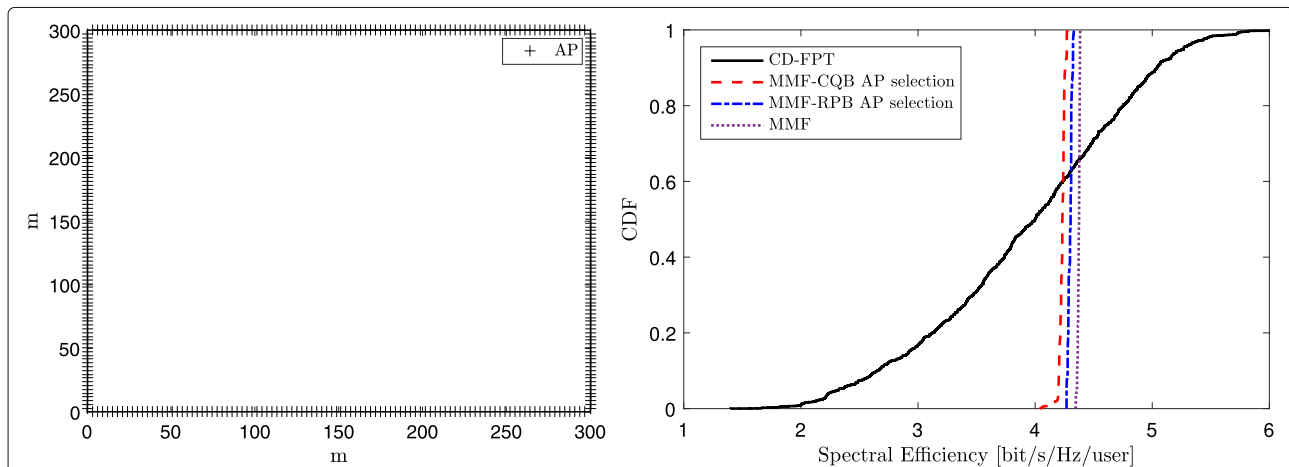 300
250
200
150
100
50
0
m
0 50 100 150 200 250 300
m
AP
1
0.8
0.6
0.4
0.2
0
CDF
CD-FPT
MMF-CQB AP selection
MMF-RPB AP selection
MMF
1 2 3 4 5 6
Spectral Efficiency [bit/s/Hz/user]